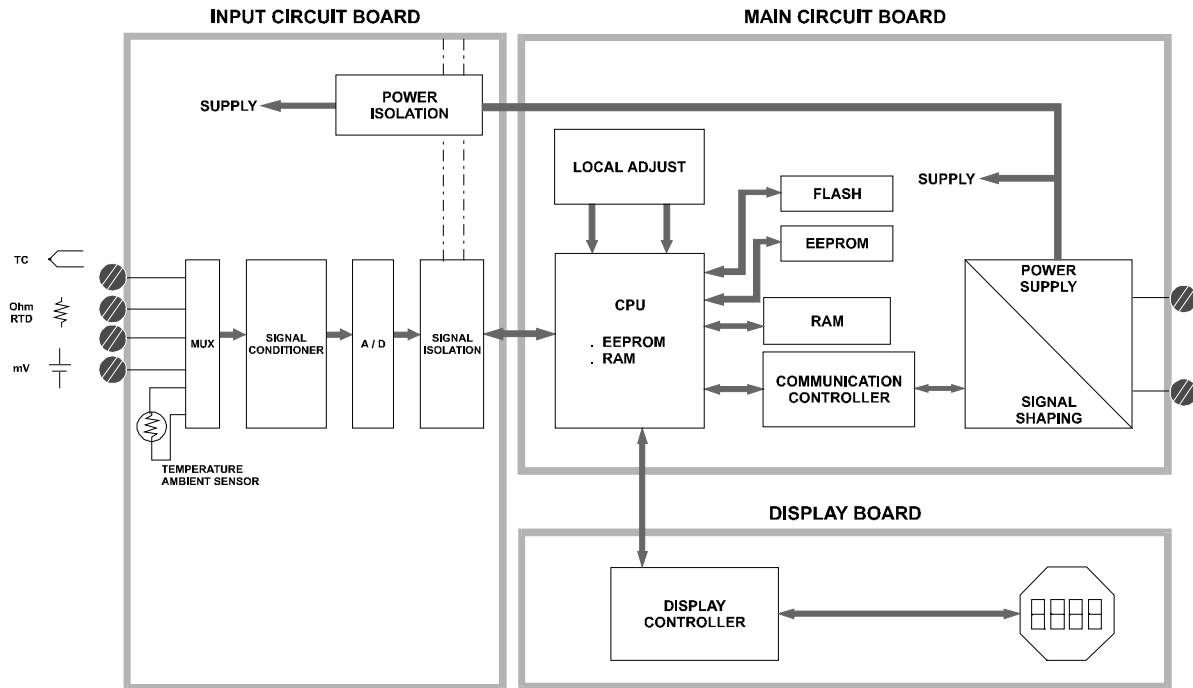 INPUT CIRCUIT BOARD
MAIN CIRCUIT BOARD
SUPPLY
POWER
ISOLATION
LOCAL ADJUST
FLASH
SUPPLY
EEPROM
TC
Ohm
RTD
mV
MUX
SIGNAL
CONDITIONER
A / D
SIGNAL
ISOLATION
CPU
. EEPROM
. RAM
RAM
COMMUNICATION
CONTROLLER
POWER
SUPPLY
SIGNAL
SHAPING
TEMPERATURE
AMBIENT SENSOR
DISPLAY BOARD
DISPLAY
CONTROLLER